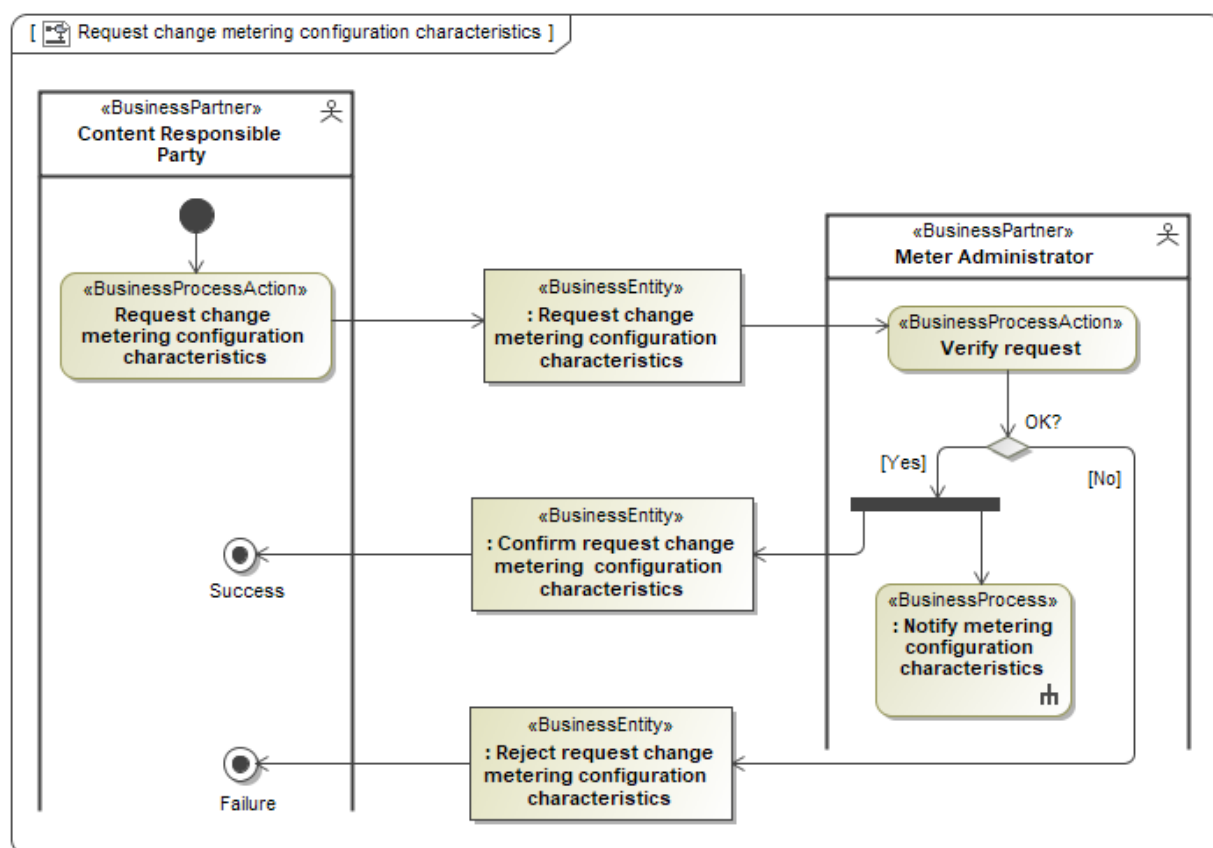 [ Request change metering configuration characteristics ]
«BusinessPartner»
Content Responsible
Party
«BusinessProcessAction»
Request change
metering configuration
characteristics
«BusinessEntity»
: Request change
metering configuration
characteristics
«BusinessPartner»
Meter Administrator
«BusinessProcessAction»
Verify request
OK?
[Yes]
[No]
«BusinessEntity»
: Confirm request change
metering configuration
characteristics
Success
«BusinessProcess»
: Notify metering
configuration
characteristics
«BusinessEntity»
: Reject request change
metering configuration
characteristics
Failure